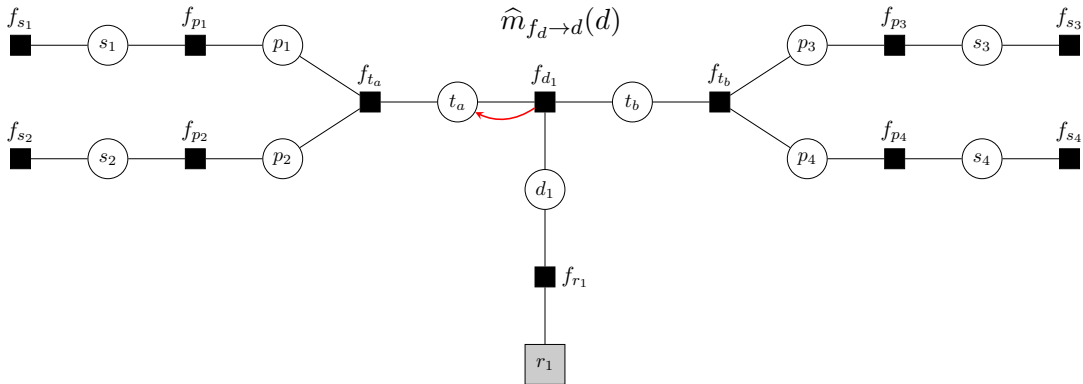 m̂_{f_d→d}(d)
f_{s_1} s_1 f_{p_1} p_1 p_3 f_{p_3} s_3 f_{s_3}
f_{t_a} t_a f_{d_1} t_b f_{t_b}
f_{s_2} s_2 f_{p_2} p_2 p_4 f_{p_4} s_4 f_{s_4}
d_1
f_{r_1}
r_1